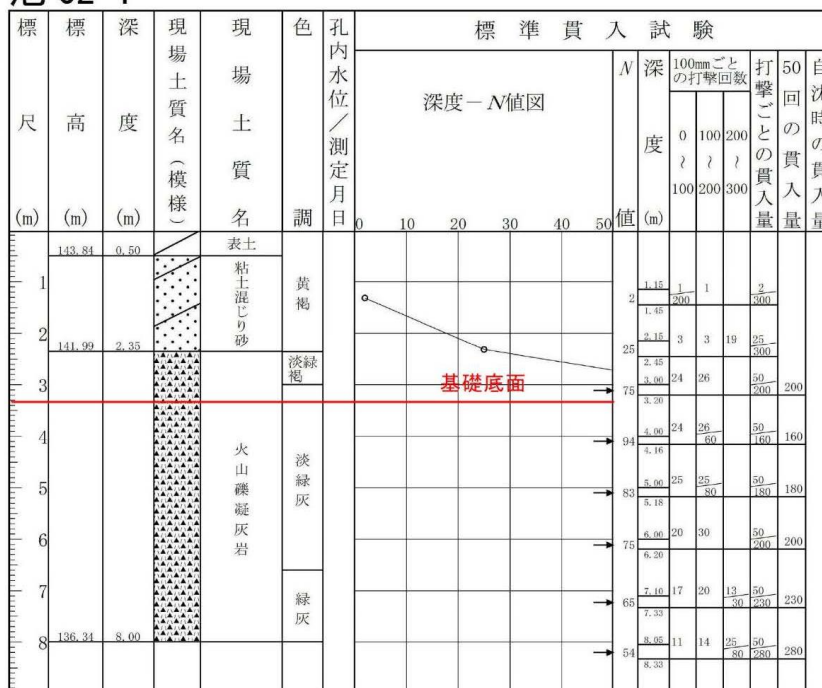 標尺(m)
標高(m)
深度(m)
現場土質名(模様)
現場土質名
色調
孔内水位/測定月日
標準貫入試験
深度-N値図
0 10 20 30 40 50
N値
深度(m)
100mmごと
の打撃回数
0~100
100~200
200~300
打撃ごとの貫入量
50回の貫入量
自沈時の貫入量
143.84 0.50 表土
1
粘土混じり砂
黄褐
2
1.15 1/200 1 2/300
1.45
2
141.99 2.35
25
2.15 3 3 19 25/300
2.45
淡緑褐
3
基礎底面
75
3.00 24 26 50/200 200
3.20
4
火山礫凝灰岩
淡緑灰
94
4.00 24 26/60 50/160 160
4.16
5
83
5.00 25 25/80 50/180 180
5.18
6
75
6.00 20 30 50/200 200
6.20
7
緑灰
65
7.10 17 20 13/30 50/230 230
7.33
8
136.34 8.00
54
8.05 11 14 25/80 50/280 280
8.33